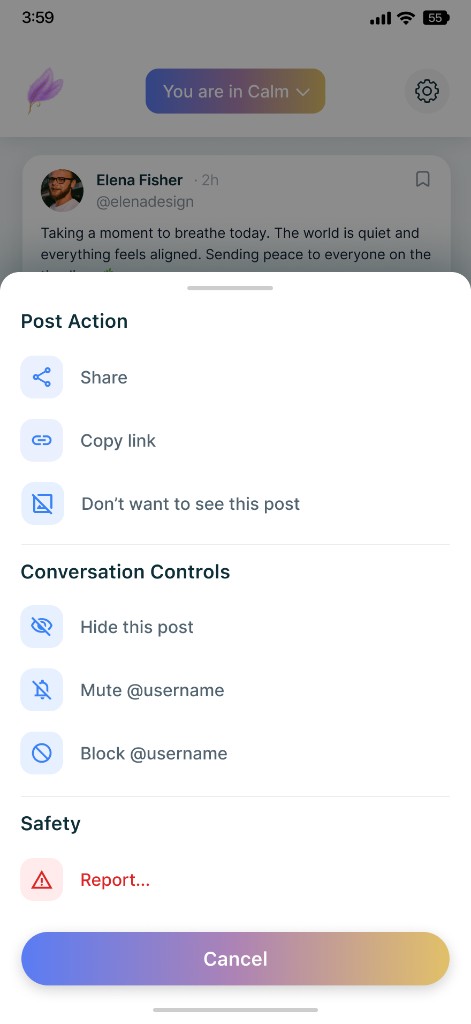 3:59
55
You are in Calm
Elena Fisher · 2h
@elenadesign
Taking a moment to breathe today. The world is quiet and
everything feels aligned. Sending peace to everyone on the
Post Action
Share
Copy link
Don’t want to see this post
Conversation Controls
Hide this post
Mute @username
Block @username
Safety
Report...
Cancel